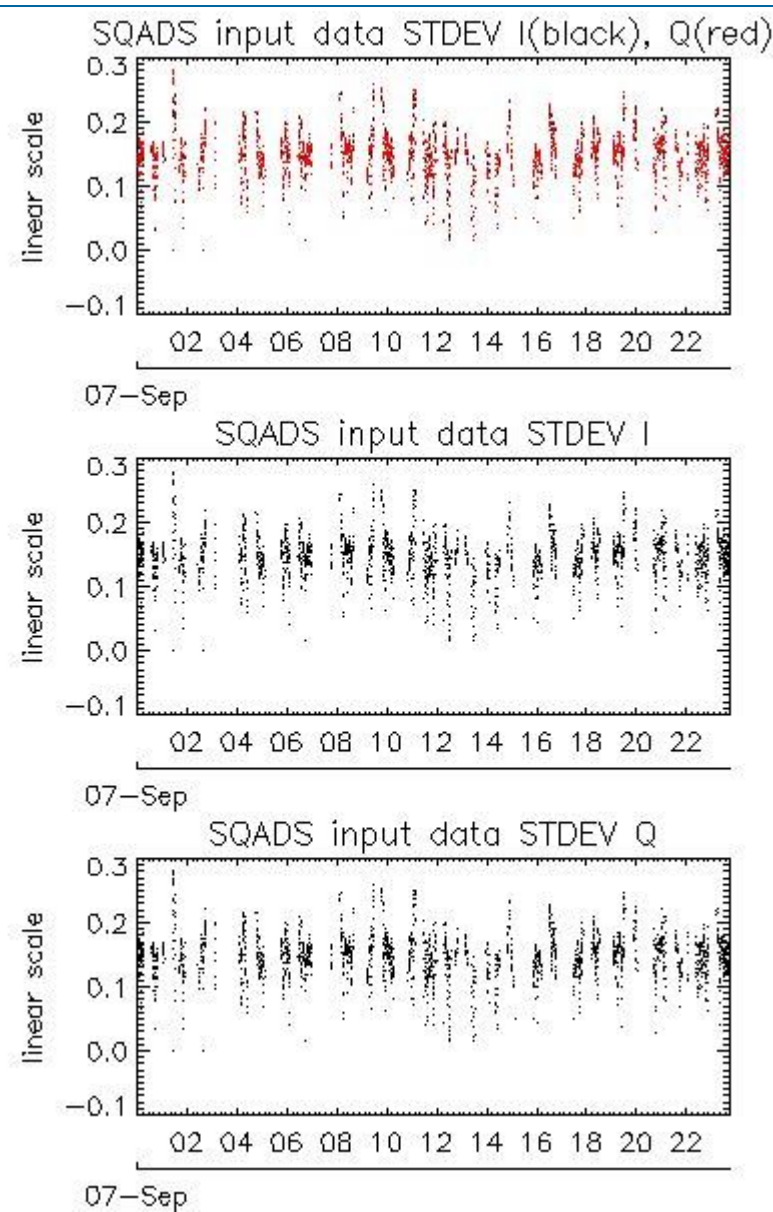 SQADS input data STDEV I(black), Q(red)
0.3
0.2
0.1
0.0
-0.1
linear scale
02 04 06 08 10 12 14 16 18 20 22
07-Sep
SQADS input data STDEV I
0.3
0.2
0.1
0.0
-0.1
linear scale
02 04 06 08 10 12 14 16 18 20 22
07-Sep
SQADS input data STDEV Q
0.3
0.2
0.1
0.0
-0.1
linear scale
02 04 06 08 10 12 14 16 18 20 22
07-Sep